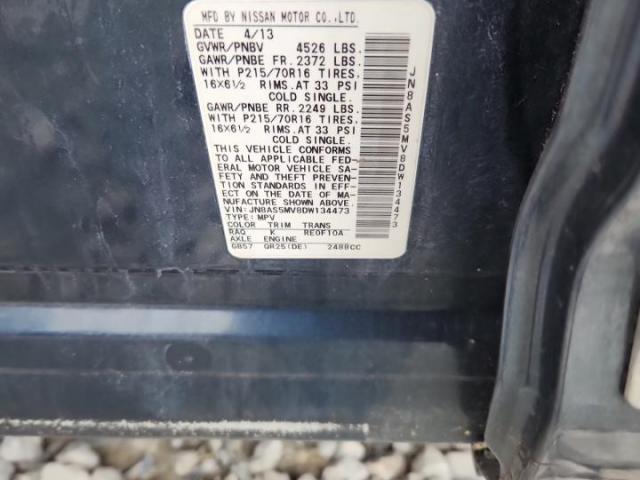 MFD BY NISSAN MOTOR CO.,LTD.
DATE 4/13
GVWR/PNBV 4526 LBS.
GAWR/PNBE FR. 2372 LBS.
WITH P215/70R16 TIRES,
16X6½ RIMS, AT 33 PSI
COLD SINGLE.
GAWR/PNBE RR. 2249 LBS.
WITH P215/70R16 TIRES,
16X6½ RIMS, AT 33 PSI
COLD SINGLE.
THIS VEHICLE CONFORMS
TO ALL APPLICABLE FED-
ERAL MOTOR VEHICLE SA-
FETY AND THEFT PREVEN-
TION STANDARDS IN EFF-
ECT ON THE DATE OF MA-
NUFACTURE SHOWN ABOVE.
VIN: JN8AS5MV8DW134473
TYPE: MPV
COLOR TRIM TRANS
RAQ K RE0F10A
AXLE ENGINE
GB57 QR25(DE) 2488CC
JN8AS5MV8DW134473